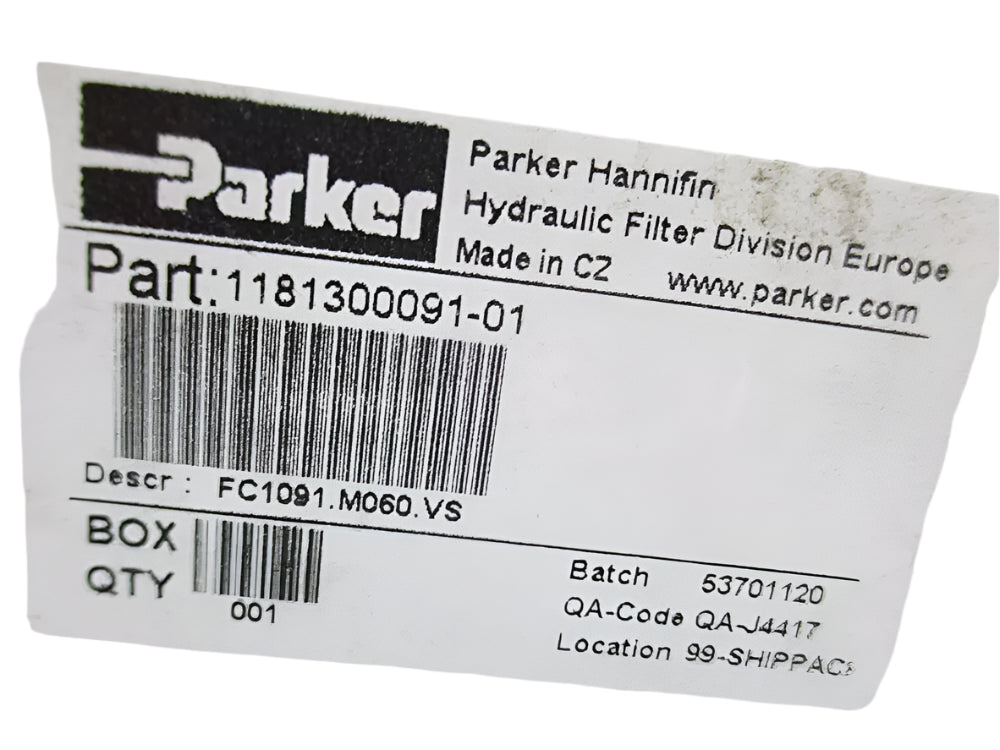 Parker
Parker Hannifin
Hydraulic Filter Division Europe
Made in CZ www.parker.com
Part:1181300091-01
Descr : FC1091.M060.VS
BOX
QTY
001
Batch 53701120
QA-Code QA-J4417
Location